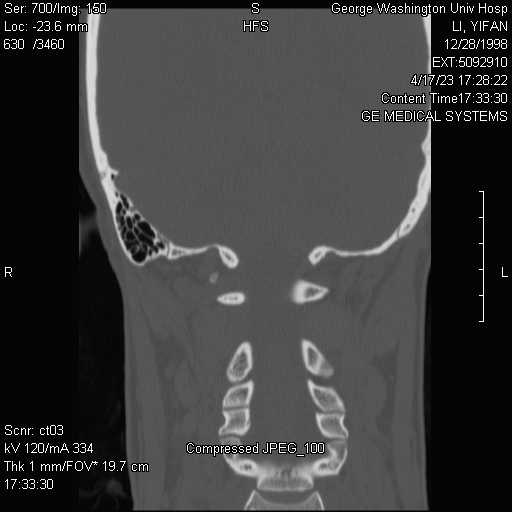 Ser: 700/Img: 150
Loc: -23.6 mm
630 /3460
S
HFS
George Washington Univ Hosp
LI, YIFAN
12/28/1998
EXT:5092910
4/17/23 17:28:22
Content Time17:33:30
GE MEDICAL SYSTEMS
R
L
Scnr: ct03
kV 120/mA 334
Thk 1 mm/FOV* 19.7 cm
17:33:30
Compressed JPEG_100